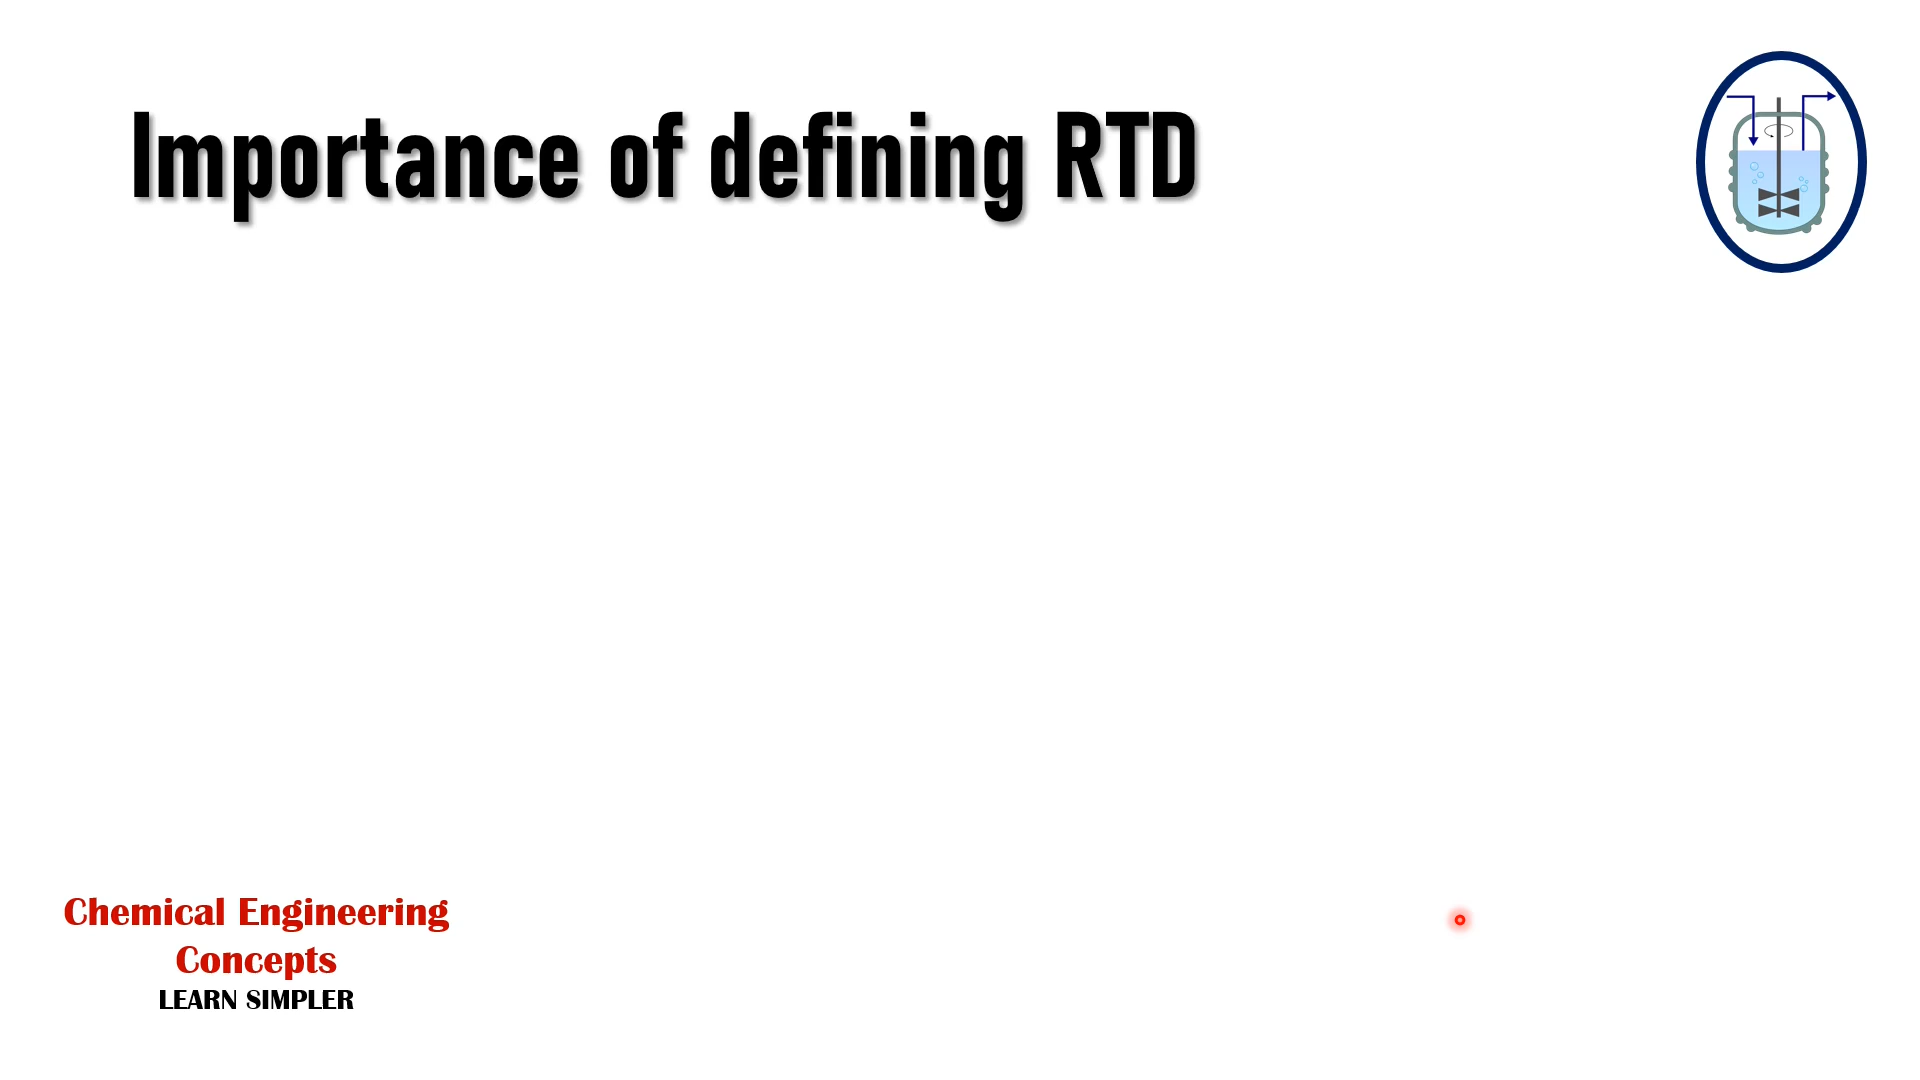 Importance of defining RTD
Chemical Engineering
Concepts
LEARN SIMPLER